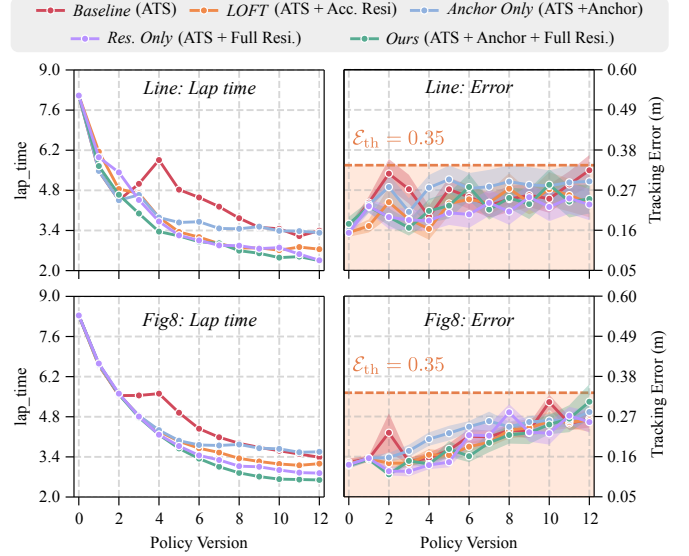 Baseline (ATS) LOFT (ATS + Acc. Resi) Anchor Only (ATS +Anchor)
Res. Only (ATS + Full Resi.) Ours (ATS + Anchor + Full Resi.)
Line: Lap time
9.0
7.6
6.2
4.8
3.4
2.0
lap_time
Line: Error
ℰth = 0.35
0.60
0.49
0.38
0.27
0.16
0.05
Tracking Error (m)
Fig8: Lap time
9.0
7.6
6.2
4.8
3.4
2.0
lap_time
0 2 4 6 8 10 12
Policy Version
Fig8: Error
ℰth = 0.35
0.60
0.49
0.38
0.27
0.16
0.05
Tracking Error (m)
0 2 4 6 8 10 12
Policy Version